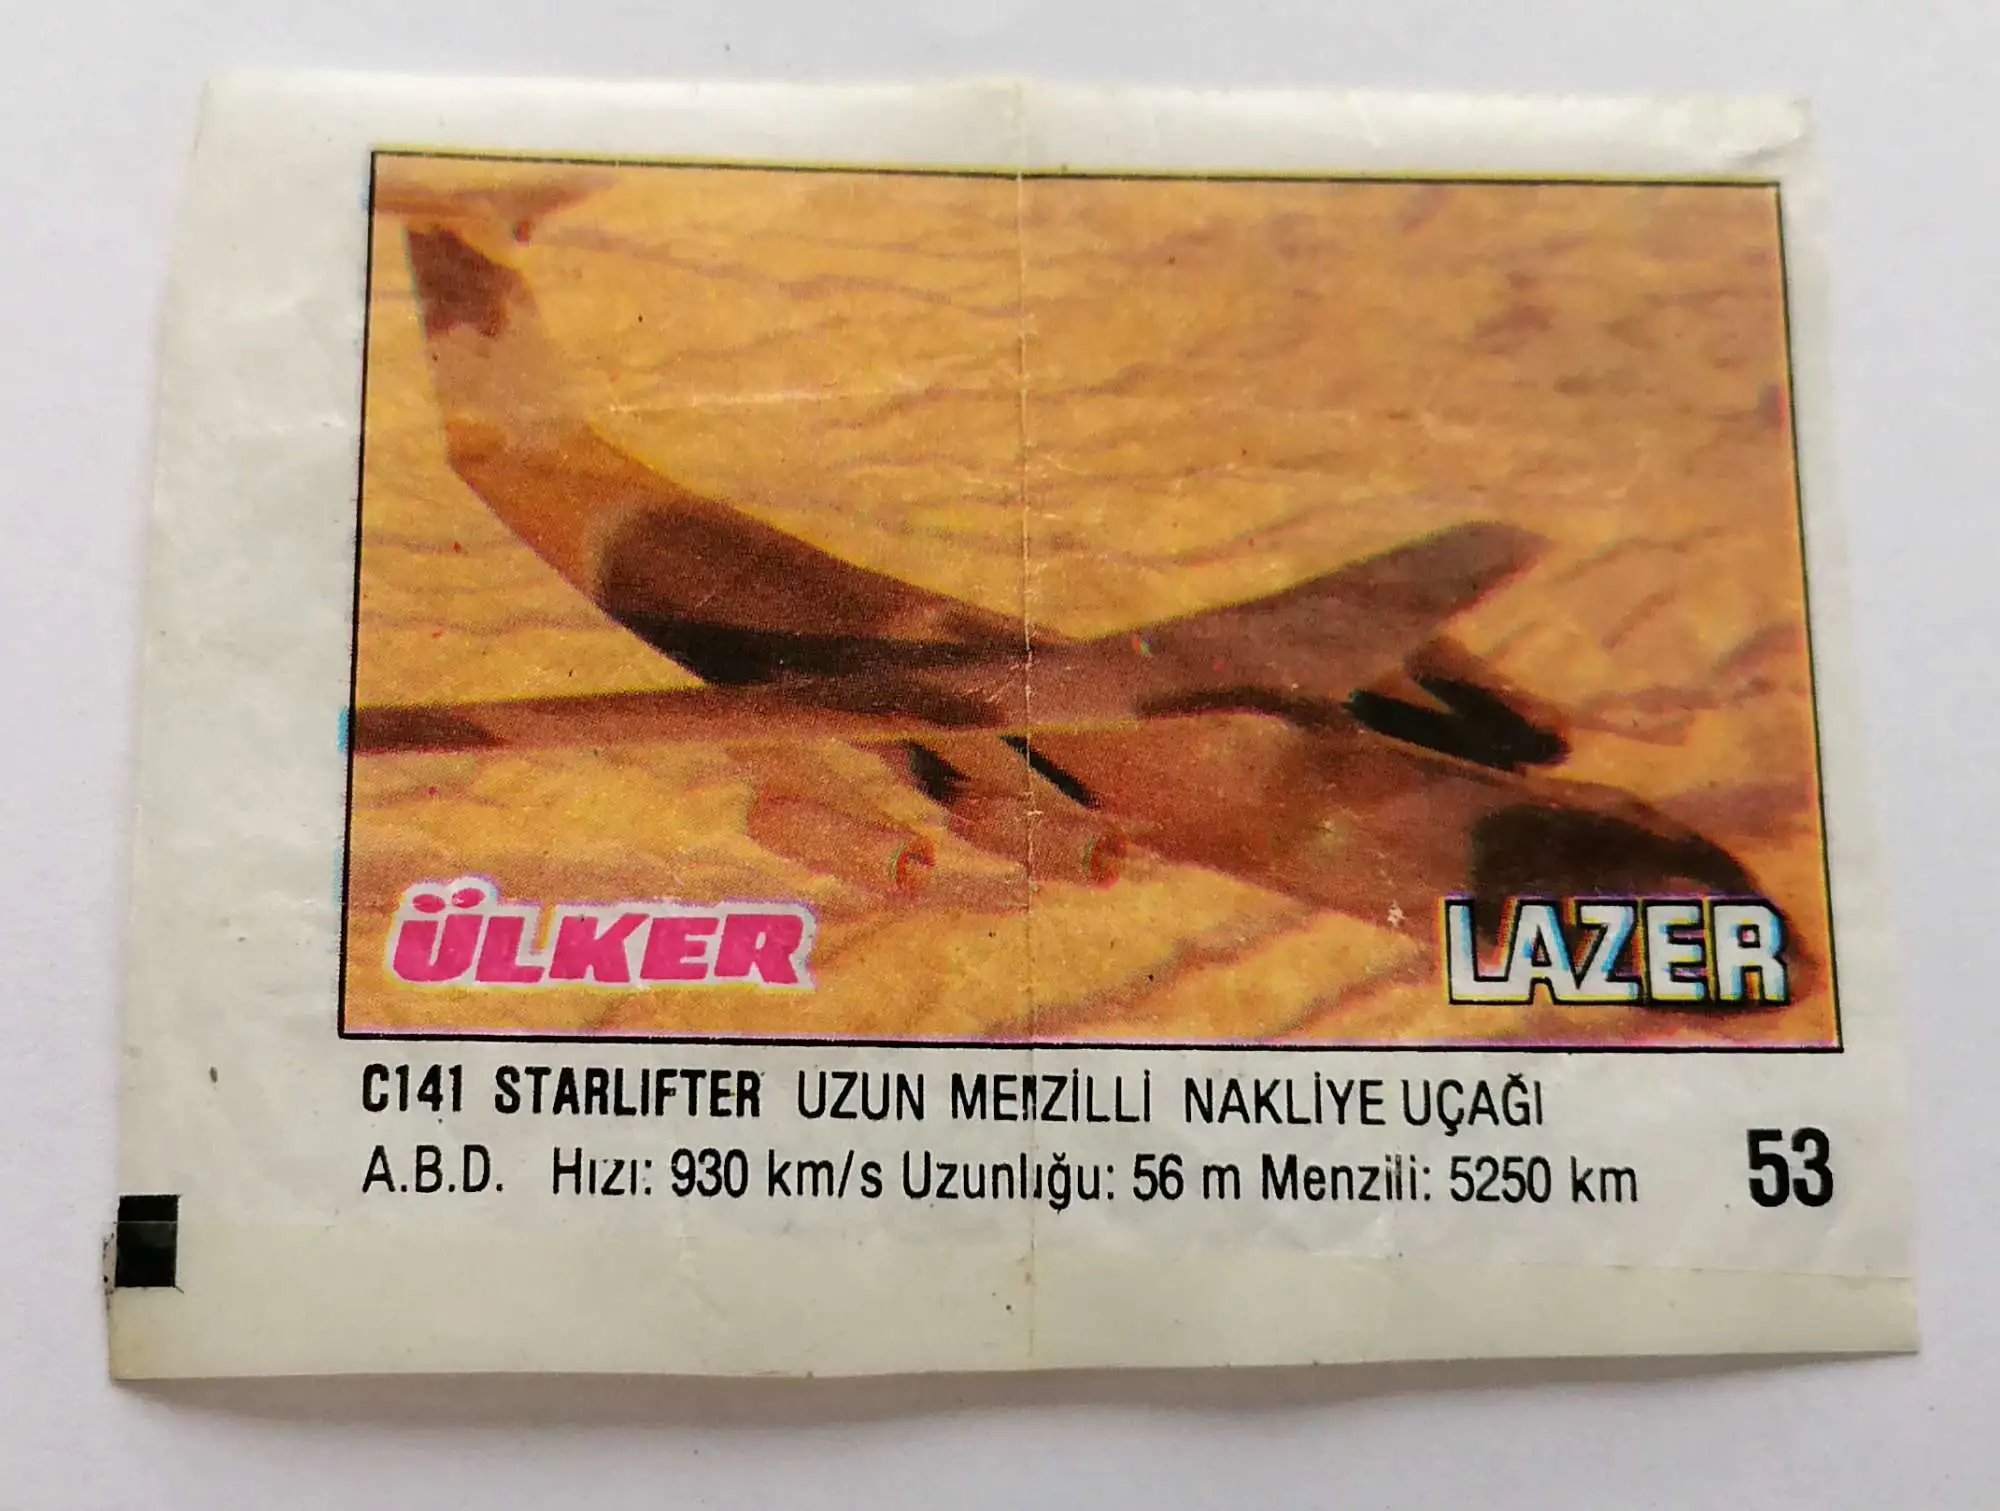 ÜLKER
LAZER
C141 STARLIFTER UZUN MENZİLLİ NAKLİYE UÇAĞI
A.B.D. Hızı: 930 km/s Uzunluğu: 56 m Menzili: 5250 km
53